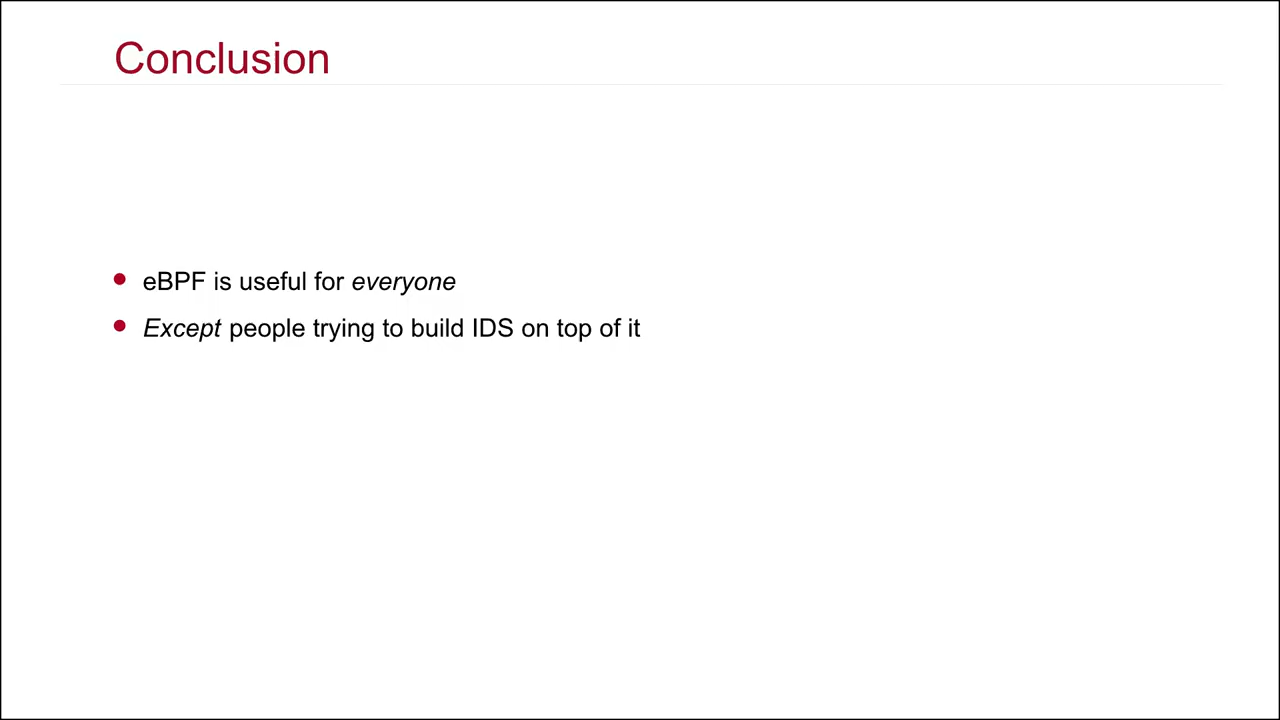 Conclusion
eBPF is useful for everyone
Except people trying to build IDS on top of it